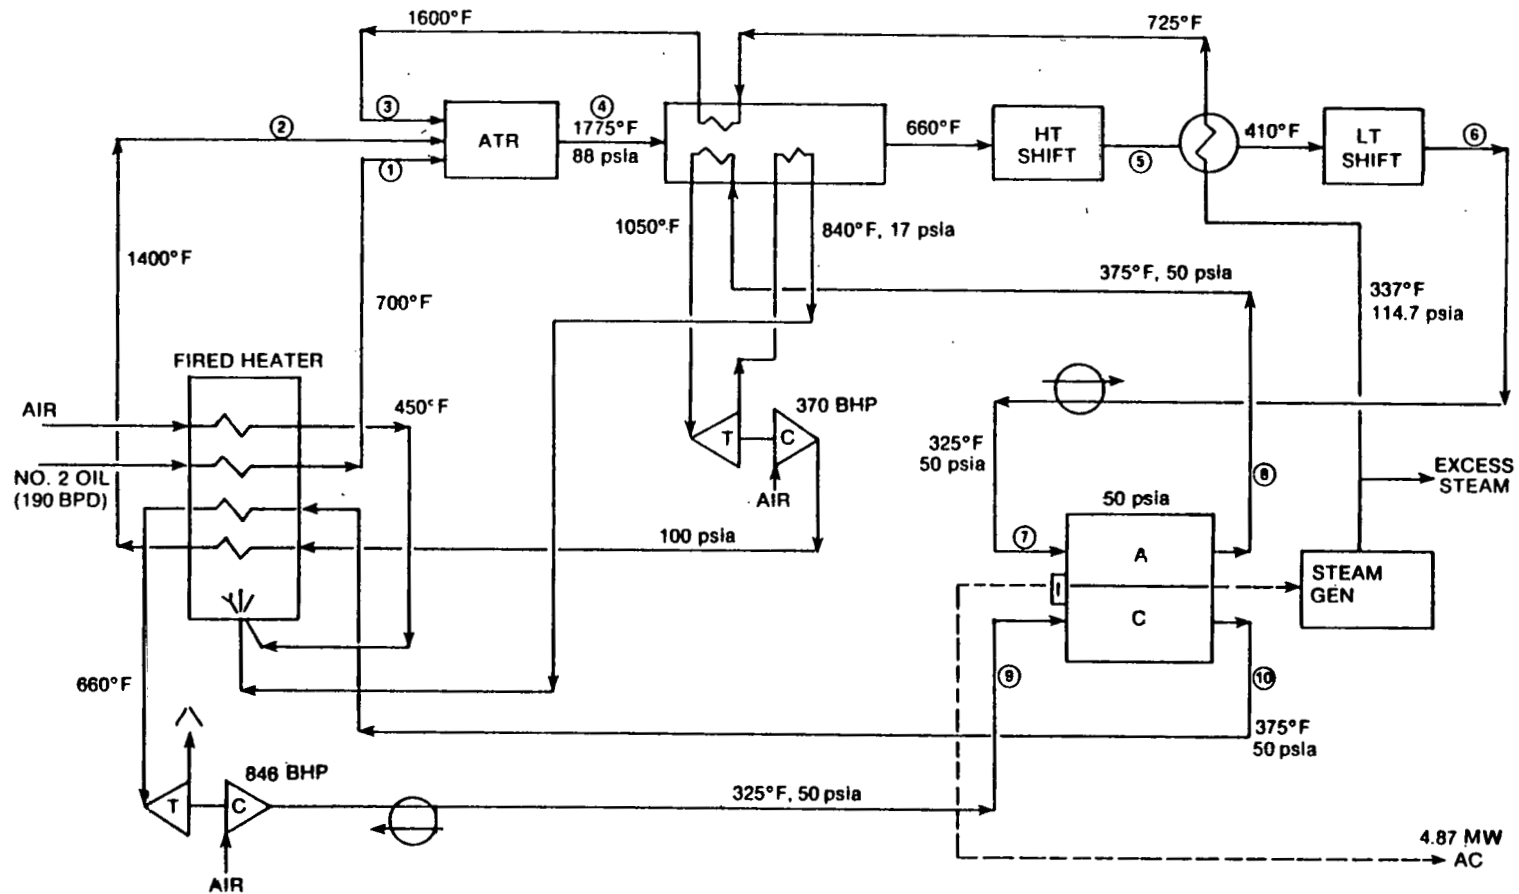 1600°F
725°F
③
④
②
1775°F
88 psia
ATR
①
660°F
HT
SHIFT
⑤
410°F
LT
SHIFT
⑥
1050°F
840°F, 17 psia
1400°F
375°F, 50 psia
700°F
337°F
114.7 psia
FIRED HEATER
AIR
450°F
370 BHP
T
C
325°F
50 psia
NO. 2 OIL
(190 BPD)
AIR
⑧
EXCESS
STEAM
50 psia
100 psia
⑦
A
STEAM
GEN
I
C
660°F
⑨
⑩
375°F
50 psia
846 BHP
T
C
325°F, 50 psia
4.87 MW
AC
AIR